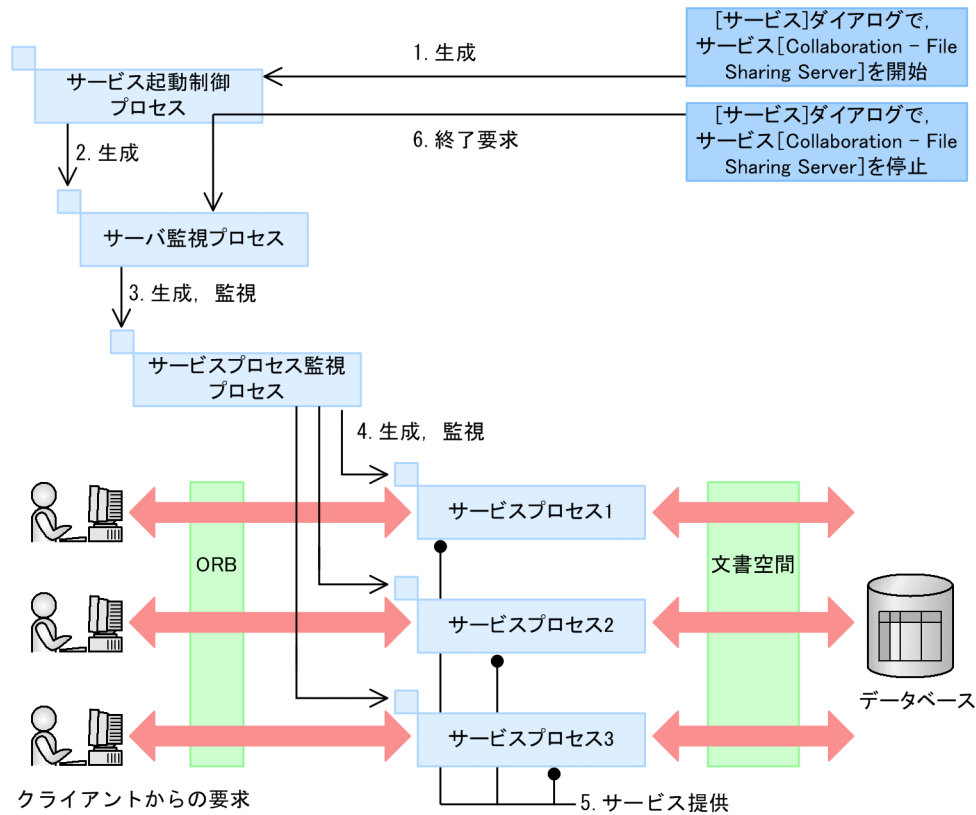 [サービス]ダイアログで,
サービス[Collaboration - File
Sharing Server]を開始
1. 生成
サービス起動制御
プロセス
[サービス]ダイアログで,
サービス[Collaboration - File
Sharing Server]を停止
6. 終了要求
2. 生成
サーバ監視プロセス
3. 生成, 監視
サービスプロセス監視
プロセス
4. 生成, 監視
サービスプロセス1
ORB
文書空間
サービスプロセス2
データベース
サービスプロセス3
クライアントからの要求
5. サービス提供